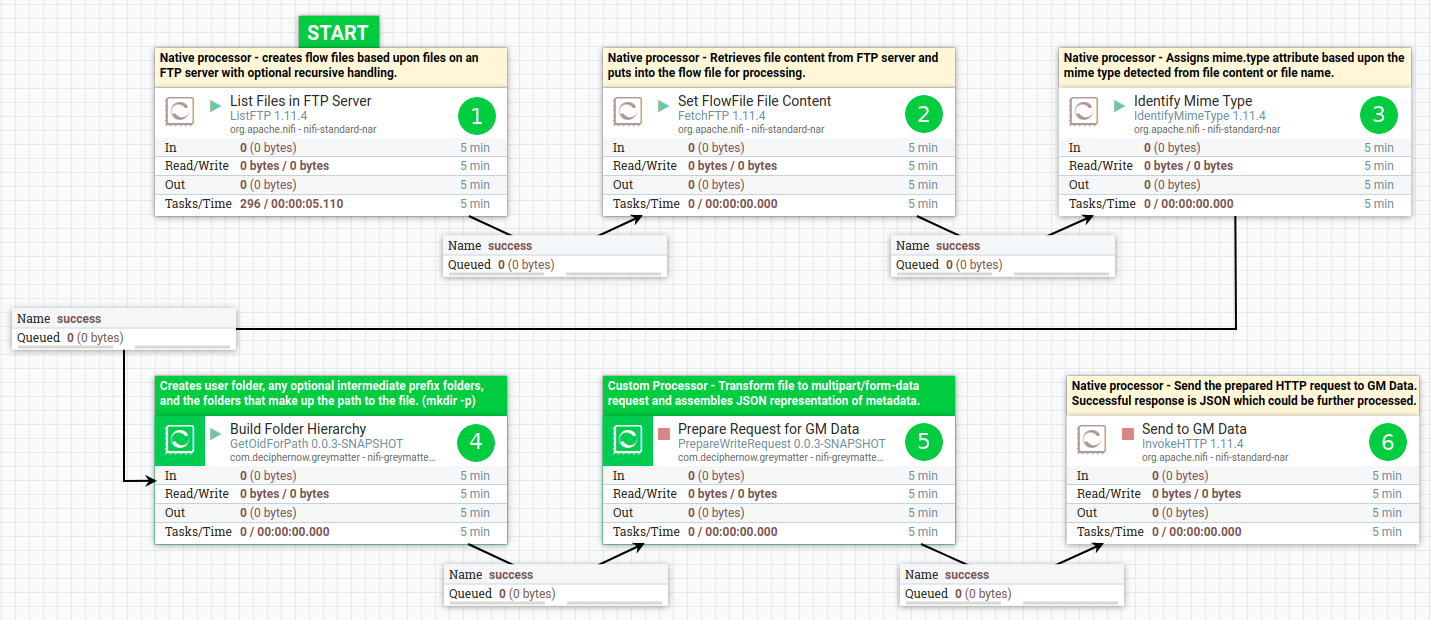 START
Native processor - creates flow files based upon files on an
FTP server with optional recursive handling.
List Files in FTP Server
ListFTP 1.11.4
org.apache.nifi - nifi-standard-nar
1
In 0 (0 bytes) 5 min
Read/Write 0 bytes / 0 bytes 5 min
Out 0 (0 bytes) 5 min
Tasks/Time 296 / 00:00:05.110 5 min
Name success
Queued 0 (0 bytes)
Native processor - Retrieves file content from FTP server and
puts into the flow file for processing.
Set FlowFile File Content
FetchFTP 1.11.4
org.apache.nifi - nifi-standard-nar
2
In 0 (0 bytes) 5 min
Read/Write 0 bytes / 0 bytes 5 min
Out 0 (0 bytes) 5 min
Tasks/Time 0 / 00:00:00.000 5 min
Name success
Queued 0 (0 bytes)
Native processor - Assigns mime.type attribute based upon the
mime type detected from file content or file name.
Identify Mime Type
IdentifyMimeType 1.11.4
org.apache.nifi - nifi-standard-nar
3
In 0 (0 bytes) 5 min
Read/Write 0 bytes / 0 bytes 5 min
Out 0 (0 bytes) 5 min
Tasks/Time 0 / 00:00:00.000 5 min
Name success
Queued 0 (0 bytes)
Creates user folder, any optional intermediate prefix folders,
and the folders that make up the path to the file. (mkdir -p)
Build Folder Hierarchy
GetOidForPath 0.0.3-SNAPSHOT
com.deciphernow.greymatter - nifi-greymatte...
4
In 0 (0 bytes) 5 min
Read/Write 0 bytes / 0 bytes 5 min
Out 0 (0 bytes) 5 min
Tasks/Time 0 / 00:00:00.000 5 min
Name success
Queued 0 (0 bytes)
Custom Processor - Transform file to multipart/form-data
request and assembles JSON representation of metadata.
Prepare Request for GM Data
PrepareWriteRequest 0.0.3-SNAPSHOT
com.deciphernow.greymatter - nifi-greymatte...
5
In 0 (0 bytes) 5 min
Read/Write 0 bytes / 0 bytes 5 min
Out 0 (0 bytes) 5 min
Tasks/Time 0 / 00:00:00.000 5 min
Name success
Queued 0 (0 bytes)
Native processor - Send the prepared HTTP request to GM Data.
Successful response is JSON which could be further processed.
Send to GM Data
InvokeHTTP 1.11.4
org.apache.nifi - nifi-standard-nar
6
In 0 (0 bytes) 5 min
Read/Write 0 bytes / 0 bytes 5 min
Out 0 (0 bytes) 5 min
Tasks/Time 0 / 00:00:00.000 5 min